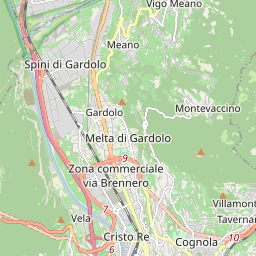 Vigo Meano
Meano
Spini di Gardolo
Gardolo
Montevaccino
Melta di Gardolo
9
Zona commerciale
via Brennero
Villamont
Tavernar
Vela
7
6
Cristo Re
Cognola